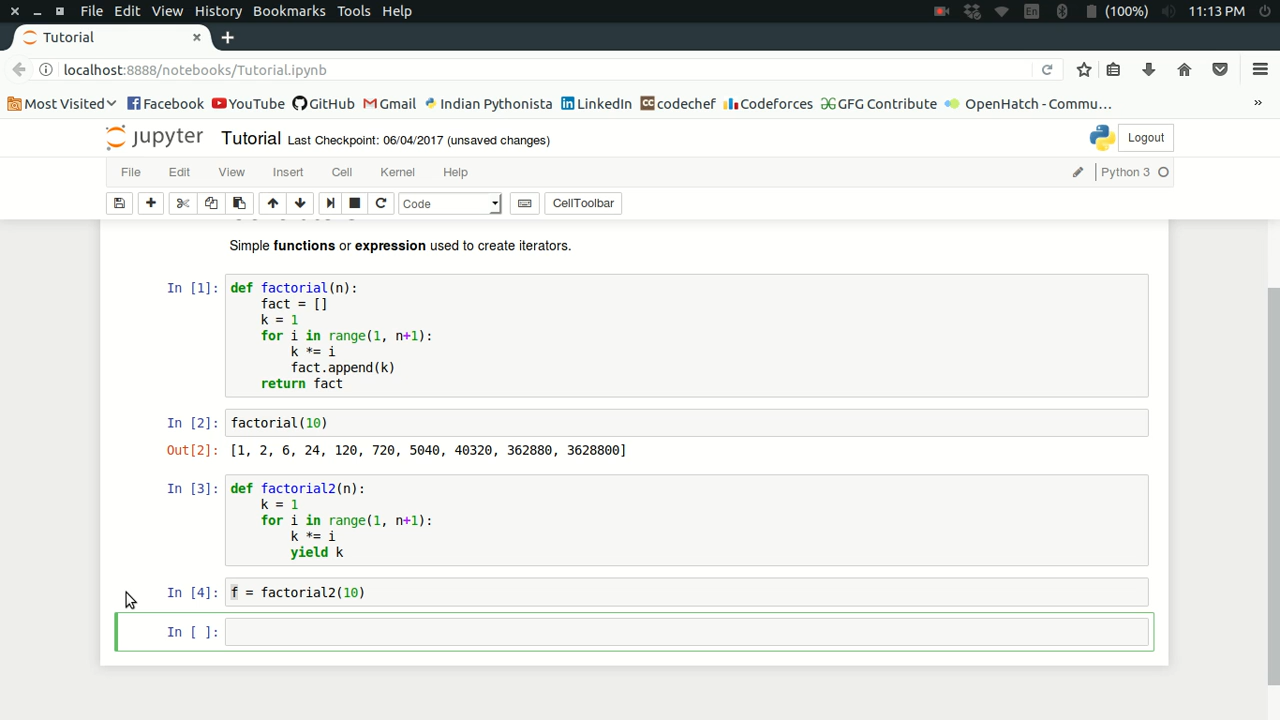 File Edit View History Bookmarks Tools Help En (100%) 11:13 PM
Tutorial
localhost:8888/notebooks/Tutorial.ipynb
Most Visited Facebook YouTube GitHub Gmail Indian Pythonista LinkedIn codechef Codeforces GFG Contribute OpenHatch - Commu... »
jupyter Tutorial Last Checkpoint: 06/04/2017 (unsaved changes) Logout
File Edit View Insert Cell Kernel Help Python 3
Code CellToolbar
Simple functions or expression used to create iterators.
In [1]: def factorial(n):
fact = []
k = 1
for i in range(1, n+1):
k *= i
fact.append(k)
return fact
In [2]: factorial(10)
Out[2]: [1, 2, 6, 24, 120, 720, 5040, 40320, 362880, 3628800]
In [3]: def factorial2(n):
k = 1
for i in range(1, n+1):
k *= i
yield k
In [4]: f = factorial2(10)
In [ ]: